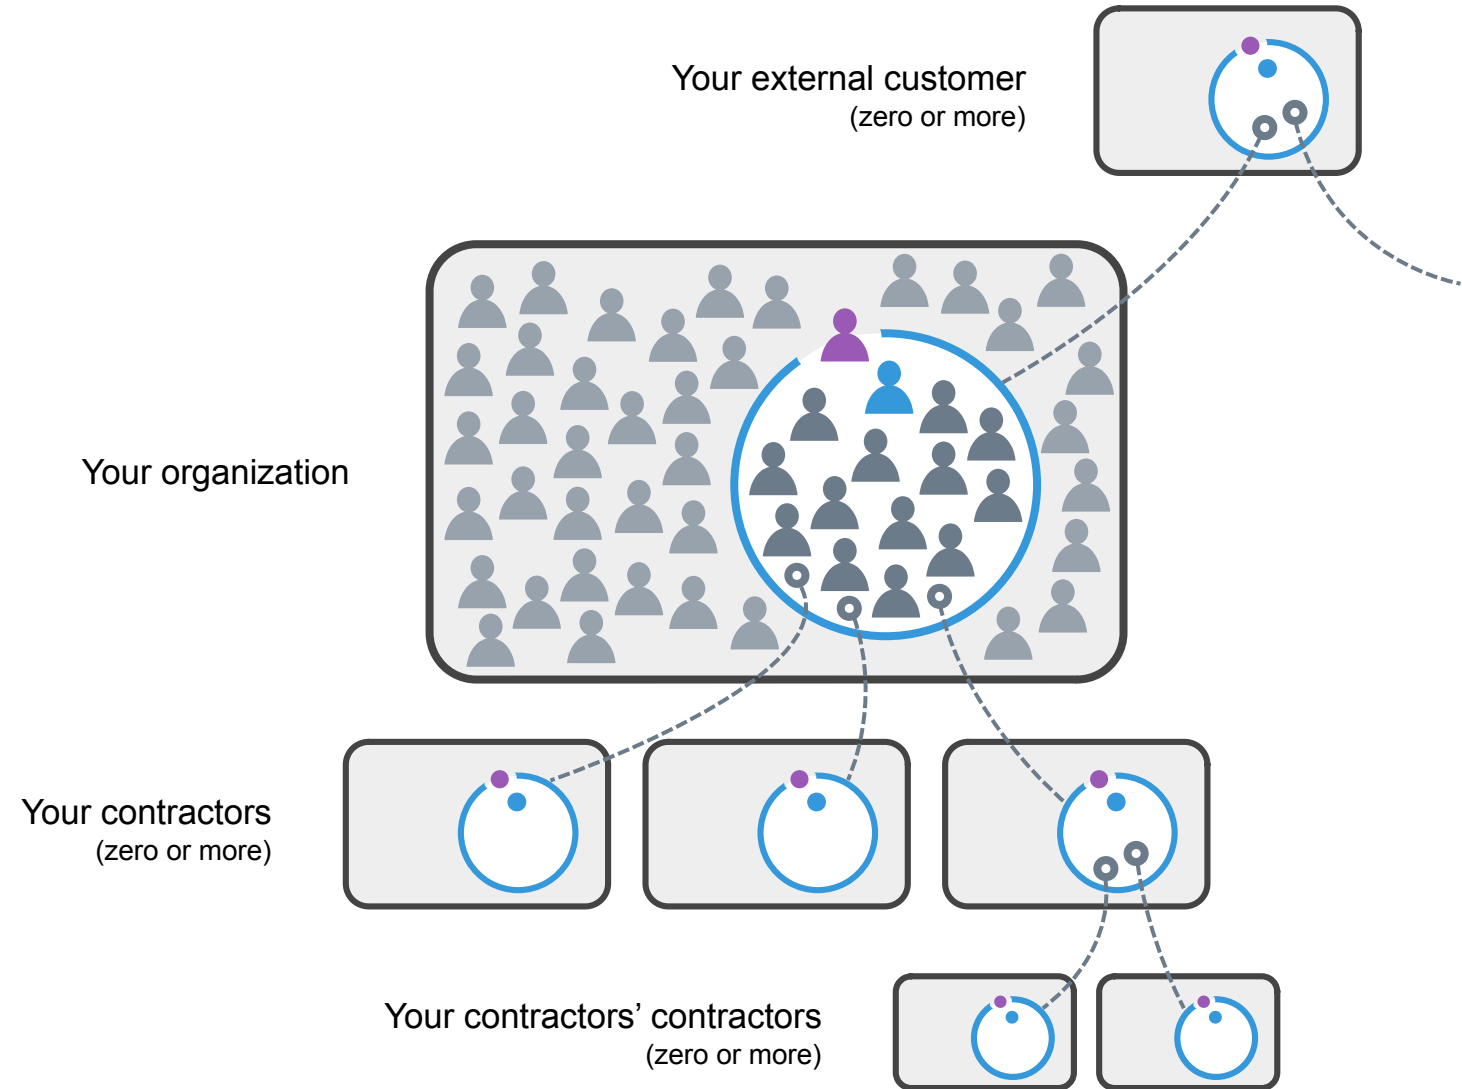 Your external customer
(zero or more)
Your organization
Your contractors
(zero or more)
Your contractors’ contractors
(zero or more)